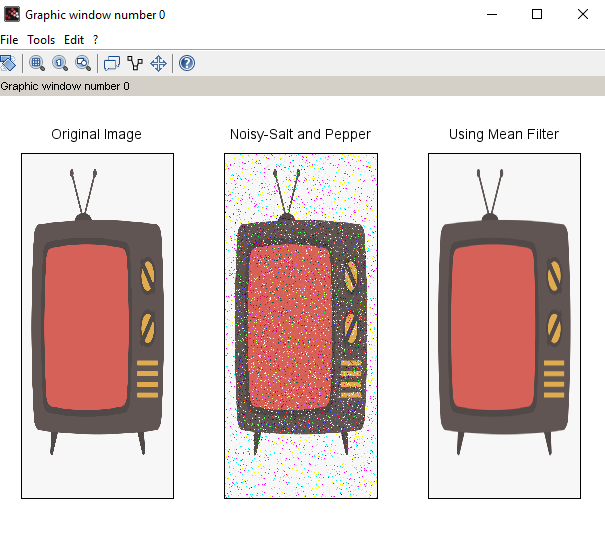 Graphic window number 0
File Tools Edit ?
Graphic window number 0
Original Image
Noisy-Salt and Pepper
Using Mean Filter